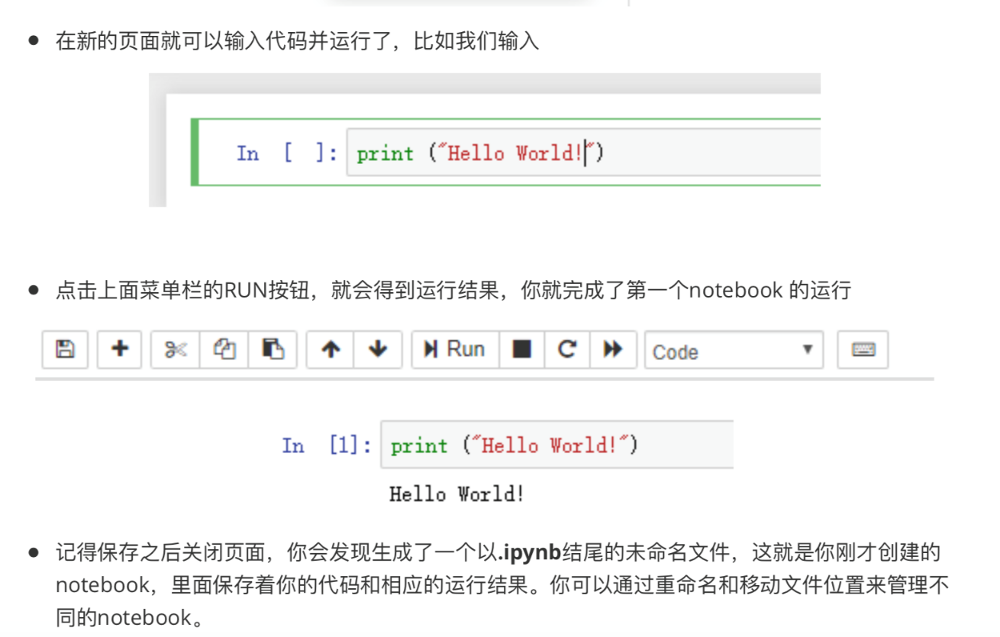 在新的页面就可以输入代码并运行了，比如我们输入
In [ ]: print ("Hello World!")
点击上面菜单栏的RUN按钮，就会得到运行结果，你就完成了第一个notebook 的运行
Run Code
In [1]: print ("Hello World!")
Hello World!
记得保存之后关闭页面，你会发现生成了一个以.ipynb结尾的未命名文件，这就是你刚才创建的
notebook，里面保存着你的代码和相应的运行结果。你可以通过重命名和移动文件位置来管理不
同的notebook。